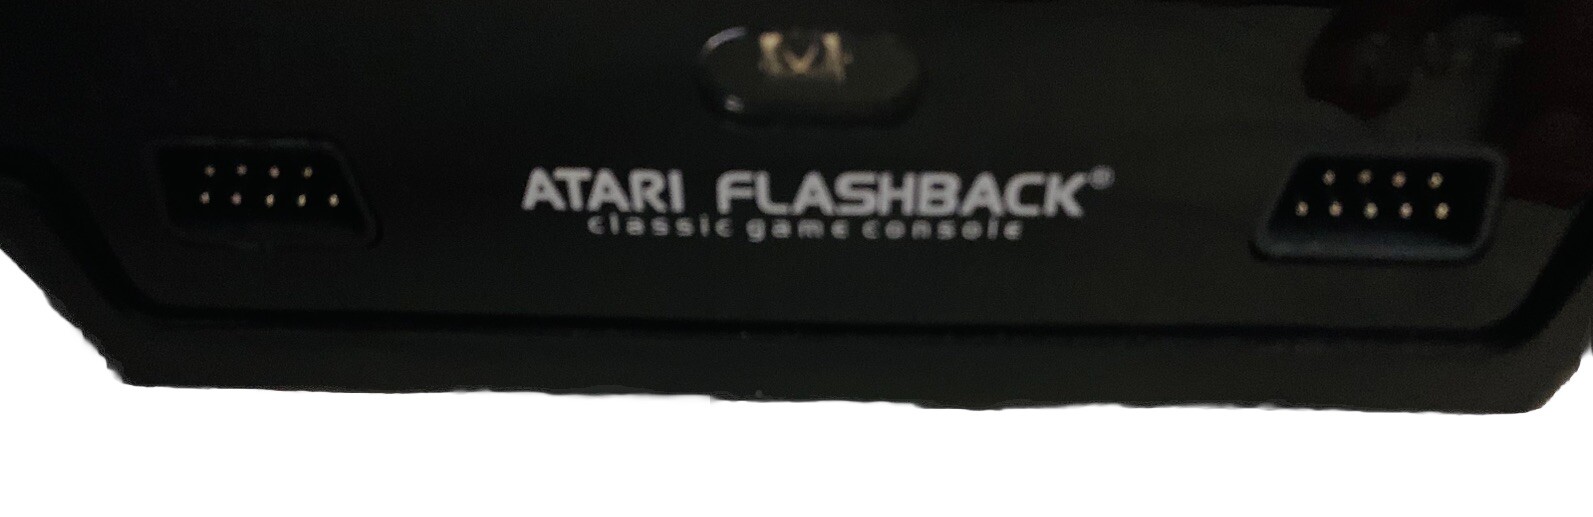 ATARI FLASHBACK®
classic game console